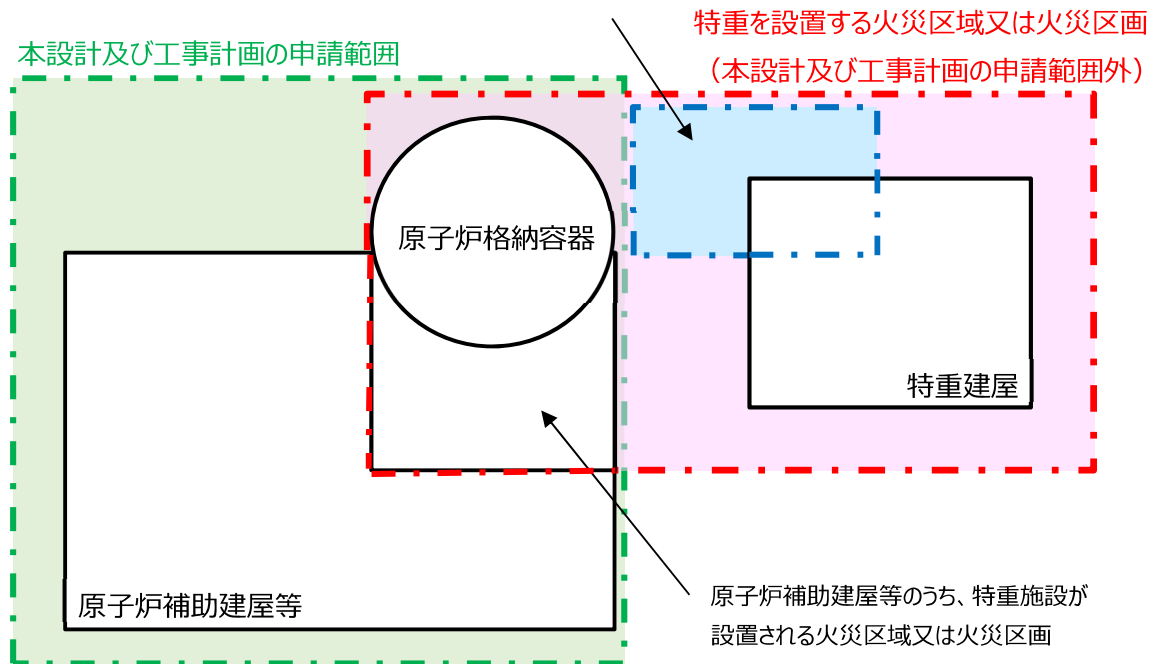 特重を設置する火災区域又は火災区画
（本設計及び工事計画の申請範囲外）
本設計及び工事計画の申請範囲
原子炉格納容器
特重建屋
原子炉補助建屋等
原子炉補助建屋等のうち、特重施設が
設置される火災区域又は火災区画